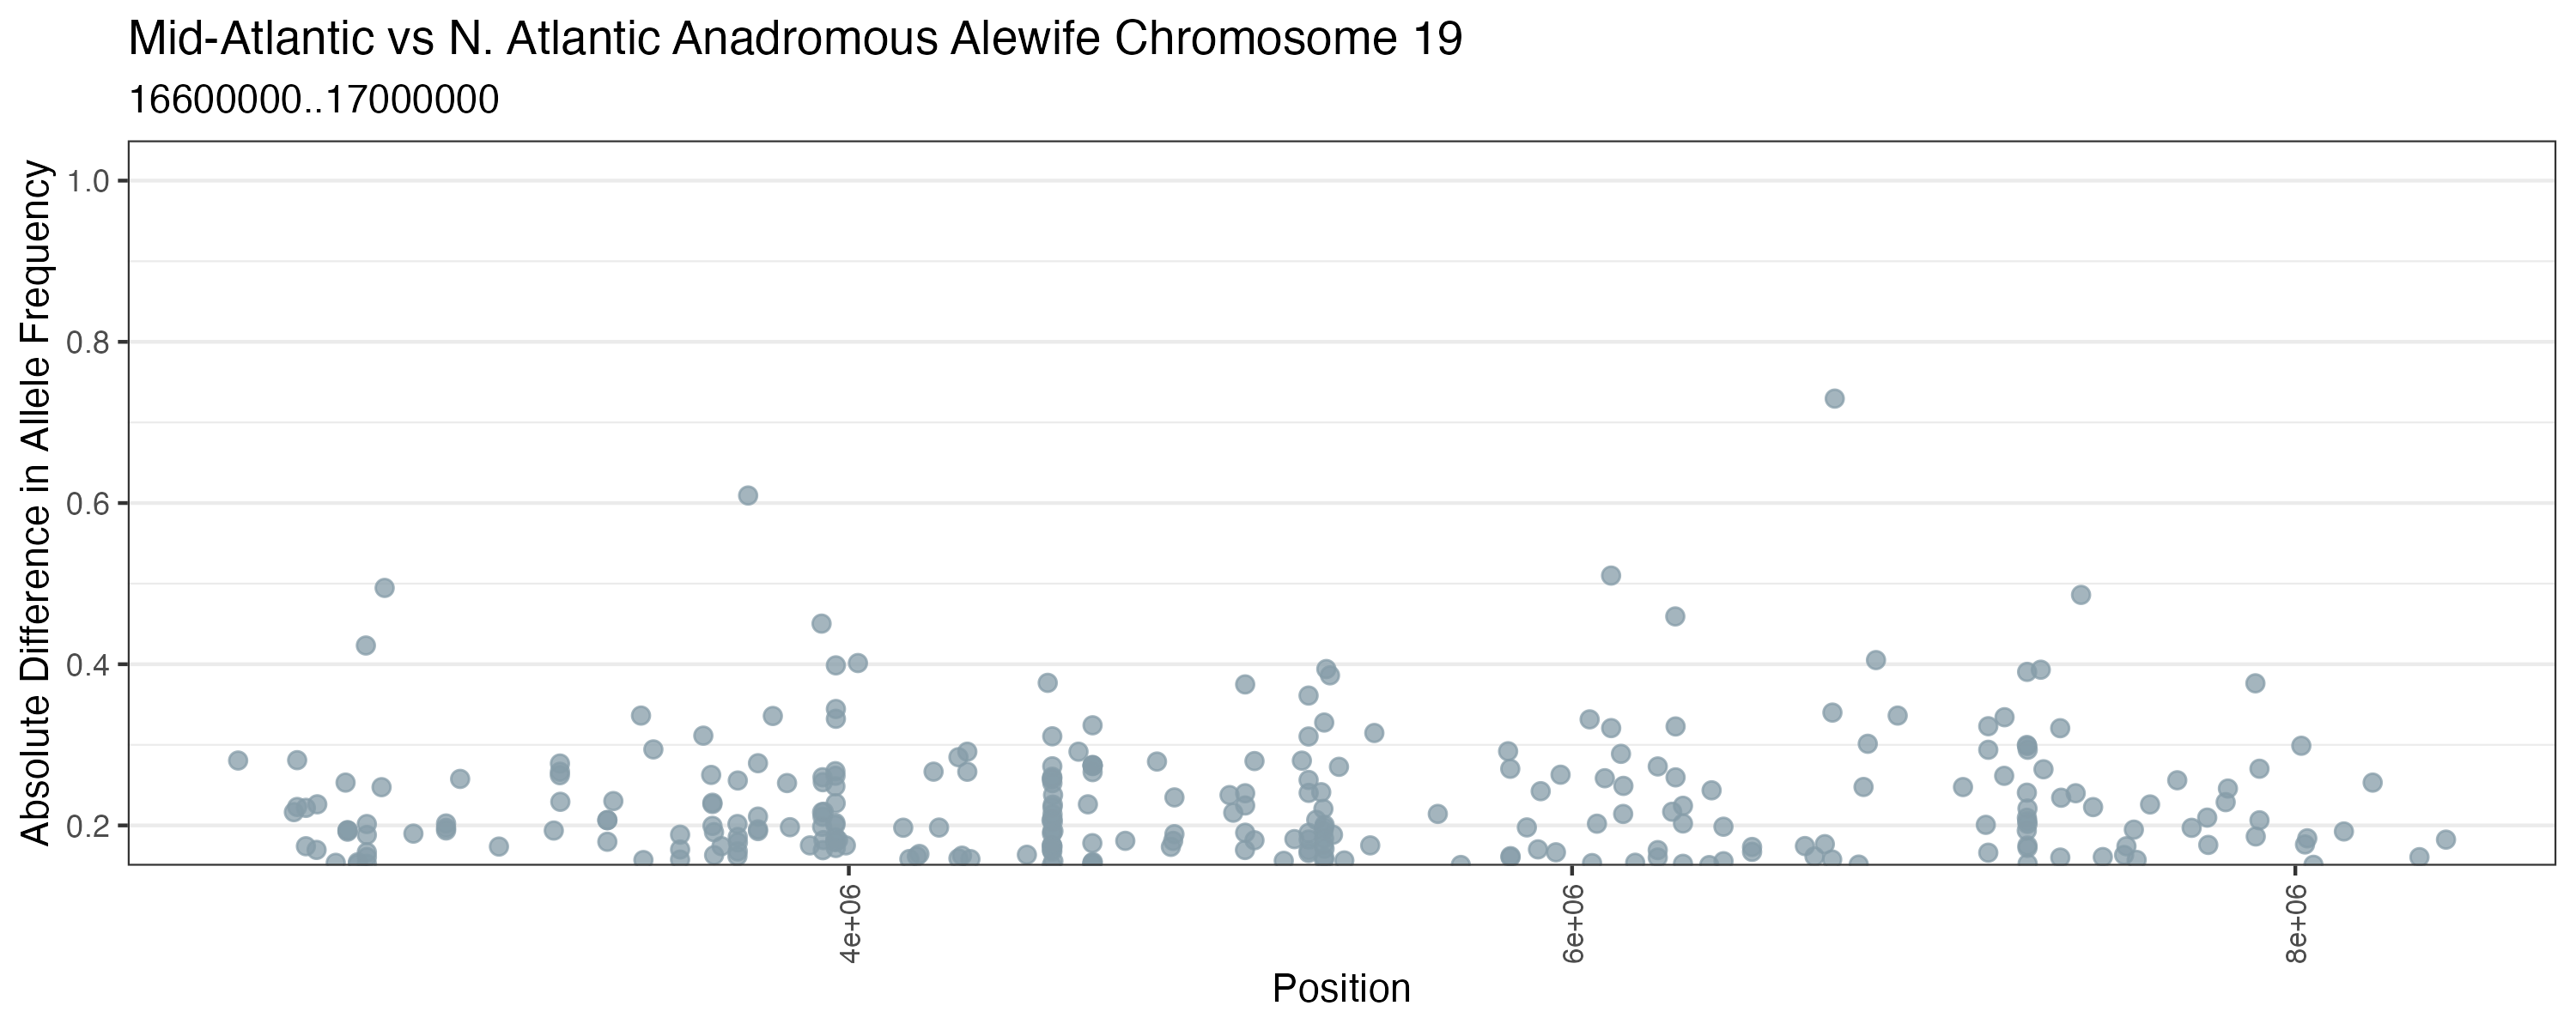 Mid-Atlantic vs N. Atlantic Anadromous Alewife Chromosome 19
16600000..17000000
Absolute Difference in Allele Frequency
1.0
0.8
0.6
0.4
0.2
4e+06
6e+06
8e+06
Position